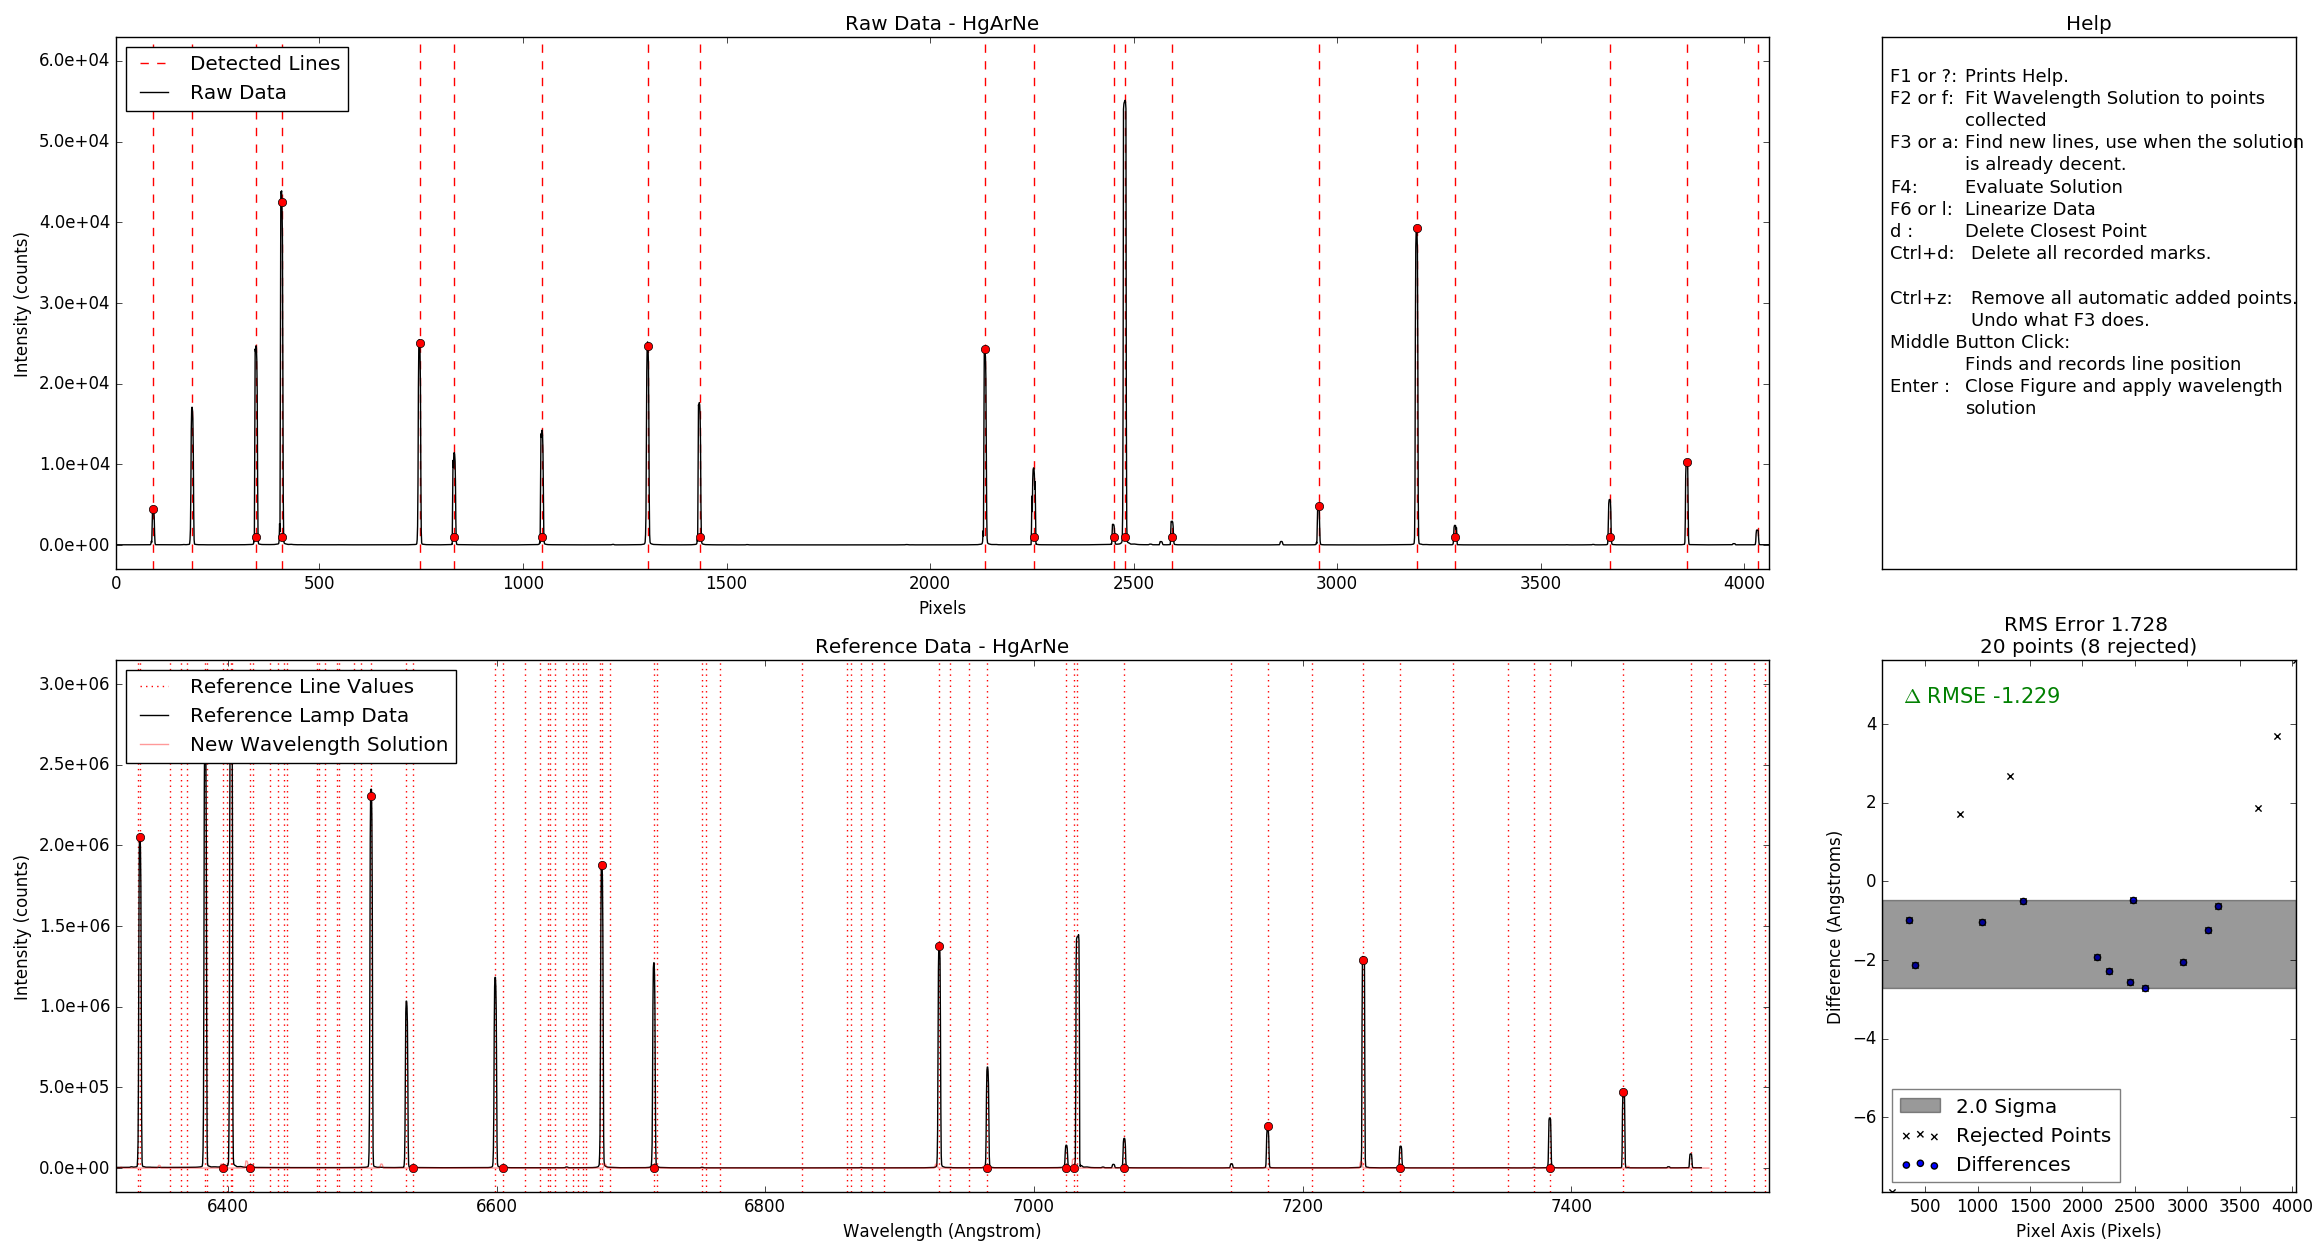 Raw Data - HgArNe
Detected Lines
Raw Data
Intensity (counts)
6.0e+04
5.0e+04
4.0e+04
3.0e+04
2.0e+04
1.0e+04
0.0e+00
0 500 1000 1500 2000 2500 3000 3500 4000
Pixels
Help
F1 or ?: Prints Help.
F2 or f: Fit Wavelength Solution to points
collected
F3 or a: Find new lines, use when the solution
is already decent.
F4: Evaluate Solution
F6 or l: Linearize Data
d : Delete Closest Point
Ctrl+d: Delete all recorded marks.
Ctrl+z: Remove all automatic added points.
Undo what F3 does.
Middle Button Click:
Finds and records line position
Enter : Close Figure and apply wavelength
solution
Reference Data - HgArNe
Reference Line Values
Reference Lamp Data
New Wavelength Solution
Intensity (counts)
3.0e+06
2.5e+06
2.0e+06
1.5e+06
1.0e+06
5.0e+05
0.0e+00
6400 6600 6800 7000 7200 7400
Wavelength (Angstrom)
RMS Error 1.728
20 points (8 rejected)
Δ RMSE -1.229
Difference (Angstroms)
4
2
0
−2
−4
−6
2.0 Sigma
Rejected Points
Differences
500 1000 1500 2000 2500 3000 3500 4000
Pixel Axis (Pixels)